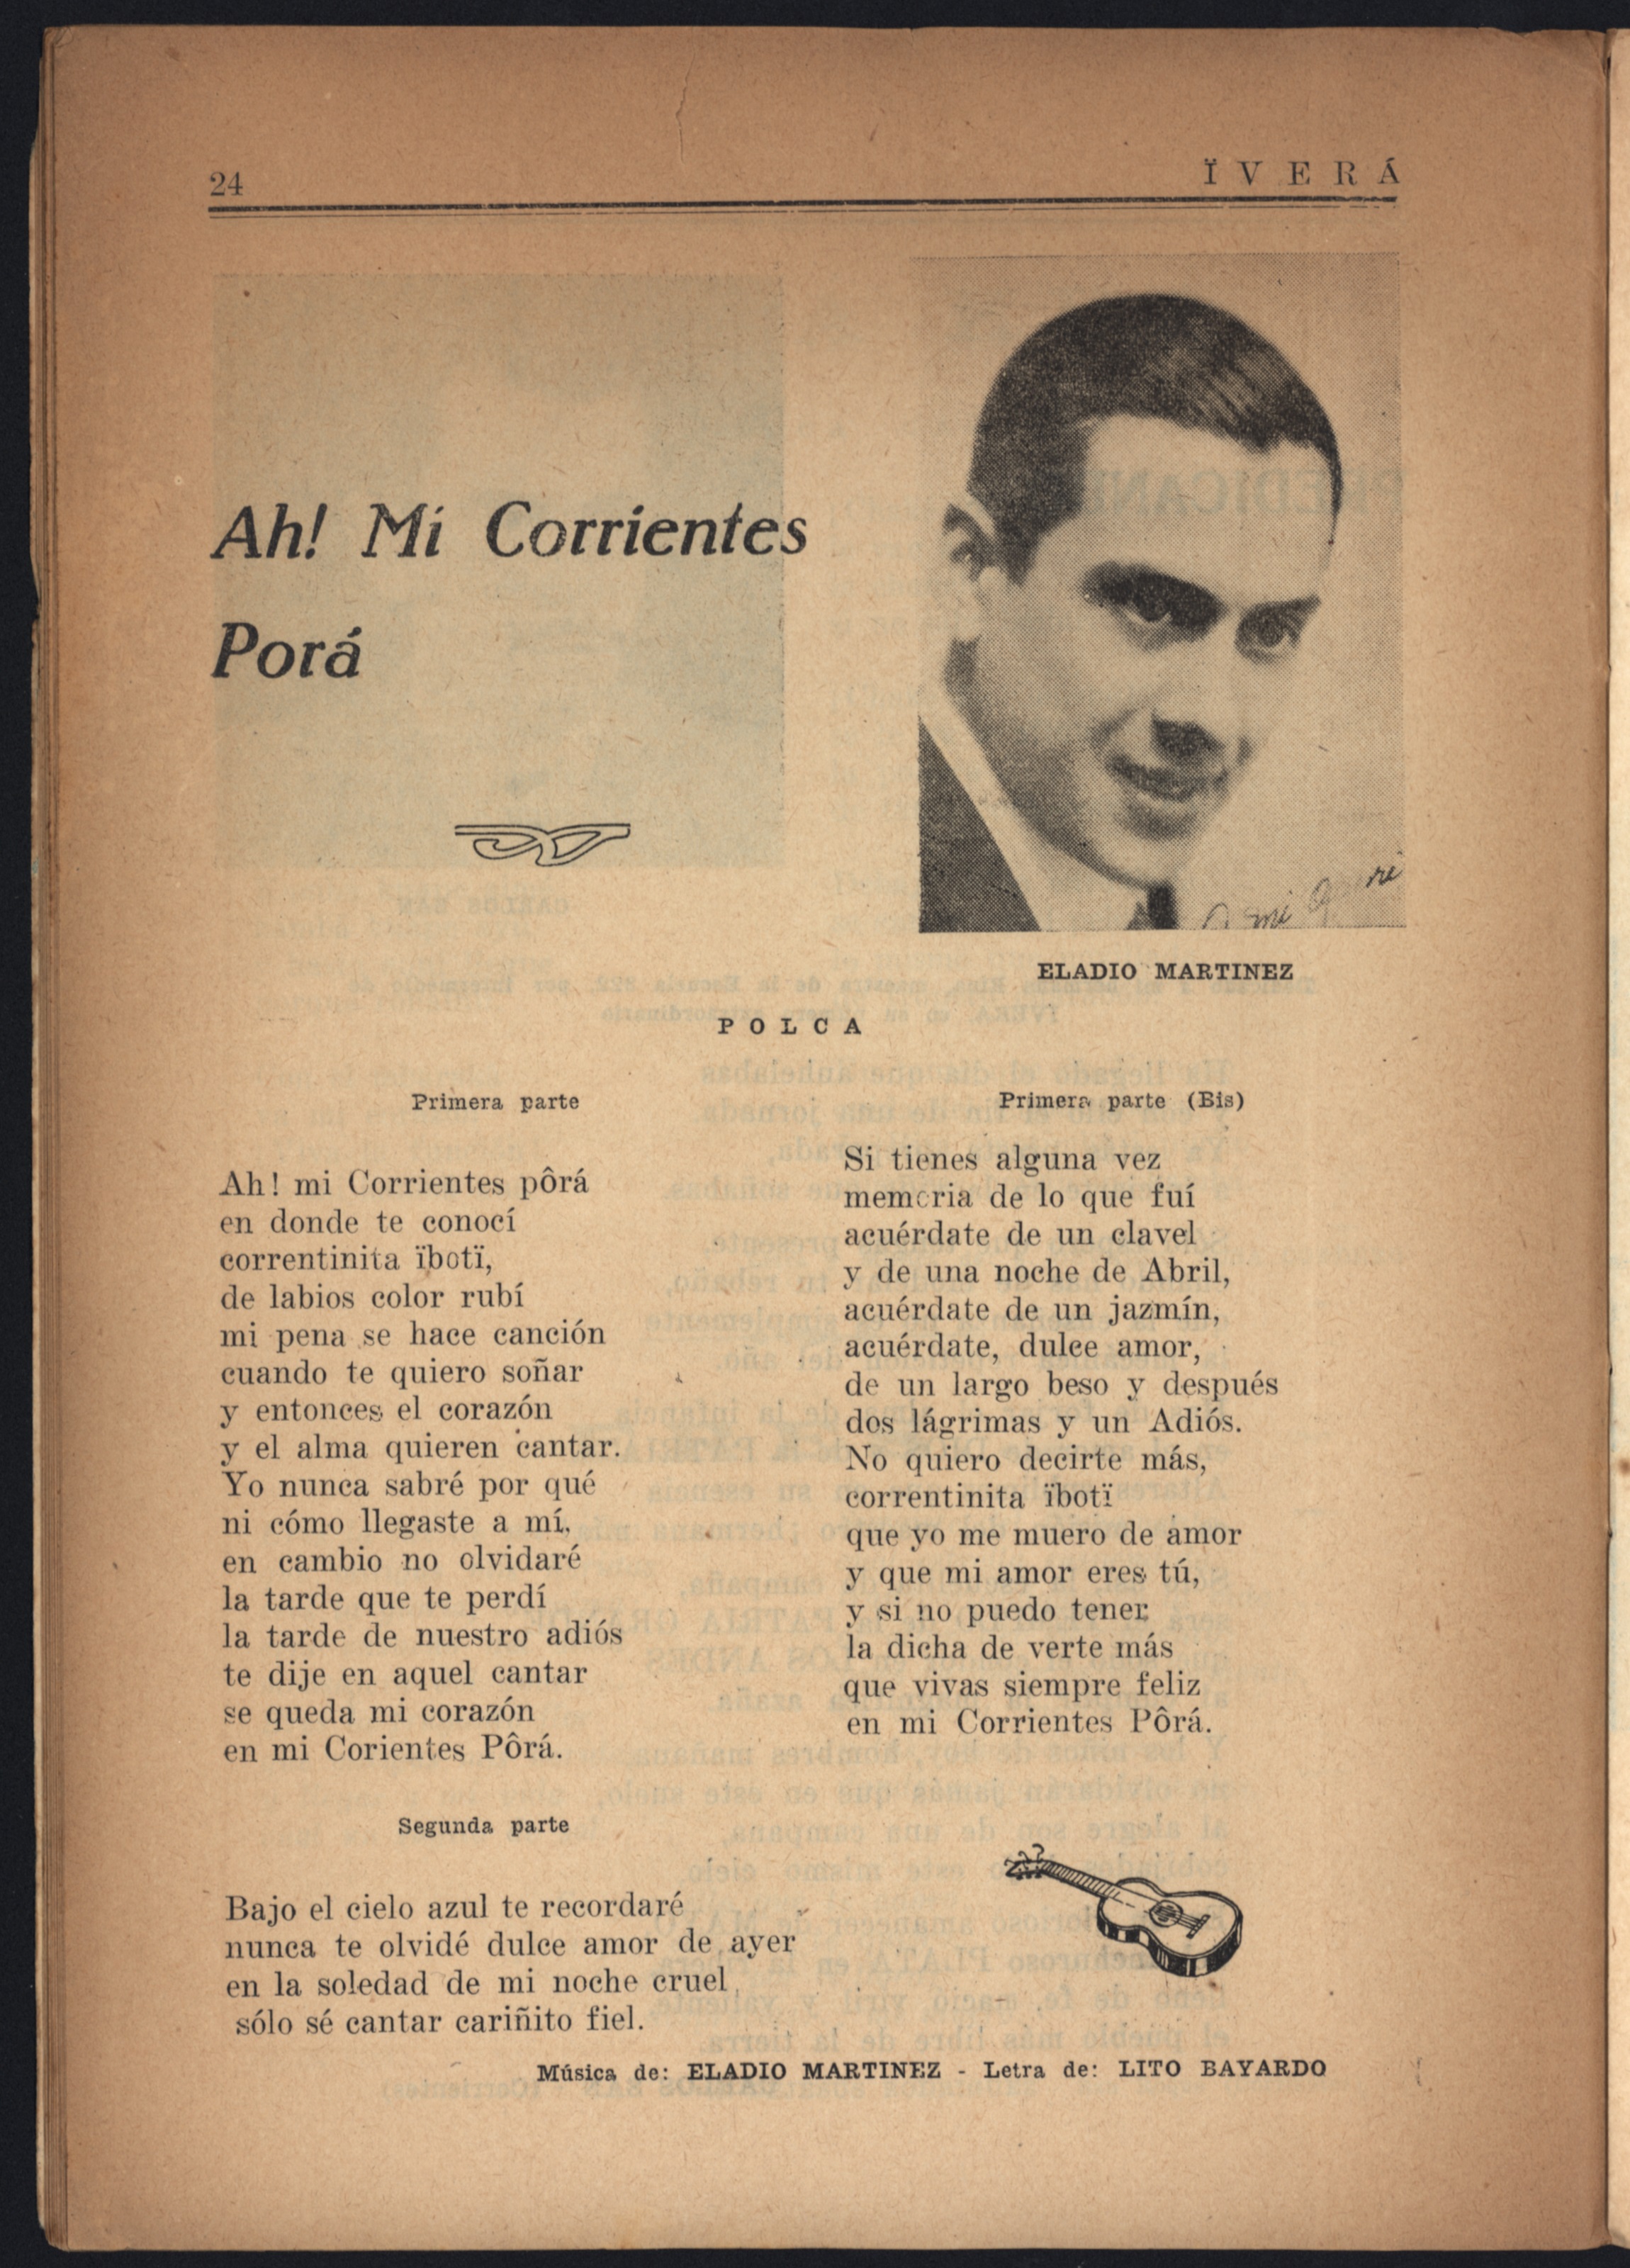 24
Ï V E R Á
Ah! Mi Corrientes
Porá
a mi
ELADIO MARTINEZ
P O L C A
Primera parte
Ah! mi Corrientes pôrá
en donde te conocí
correntinita ïbotï,
de labios color rubí
mi pena se hace canción
cuando te quiero soñar
y entonces el corazón
y el alma quieren cantar.
Yo nunca sabré por qué
ni cómo llegaste a mí,
en cambio no olvidaré
la tarde que te perdí
la tarde de nuestro adiós
te dije en aquel cantar
se queda mi corazón
en mi Corientes Pôrá.
Segunda parte
Bajo el cielo azul te recordaré
nunca te olvidé dulce amor de ayer
en la soledad de mi noche cruel
sólo sé cantar cariñito fiel.
Primera parte (Bis)
Si tienes alguna vez
memoria de lo que fuí
acuérdate de un clavel
y de una noche de Abril,
acuérdate de un jazmín,
acuérdate, dulce amor,
de un largo beso y después
dos lágrimas y un Adiós.
No quiero decirte más,
correntinita ïbotï
que yo me muero de amor
y que mi amor eres tú,
y si no puedo tener
la dicha de verte más
que vivas siempre feliz
en mi Corrientes Pôrá.
Música de: ELADIO MARTINEZ - Letra de: LITO BAYARDO